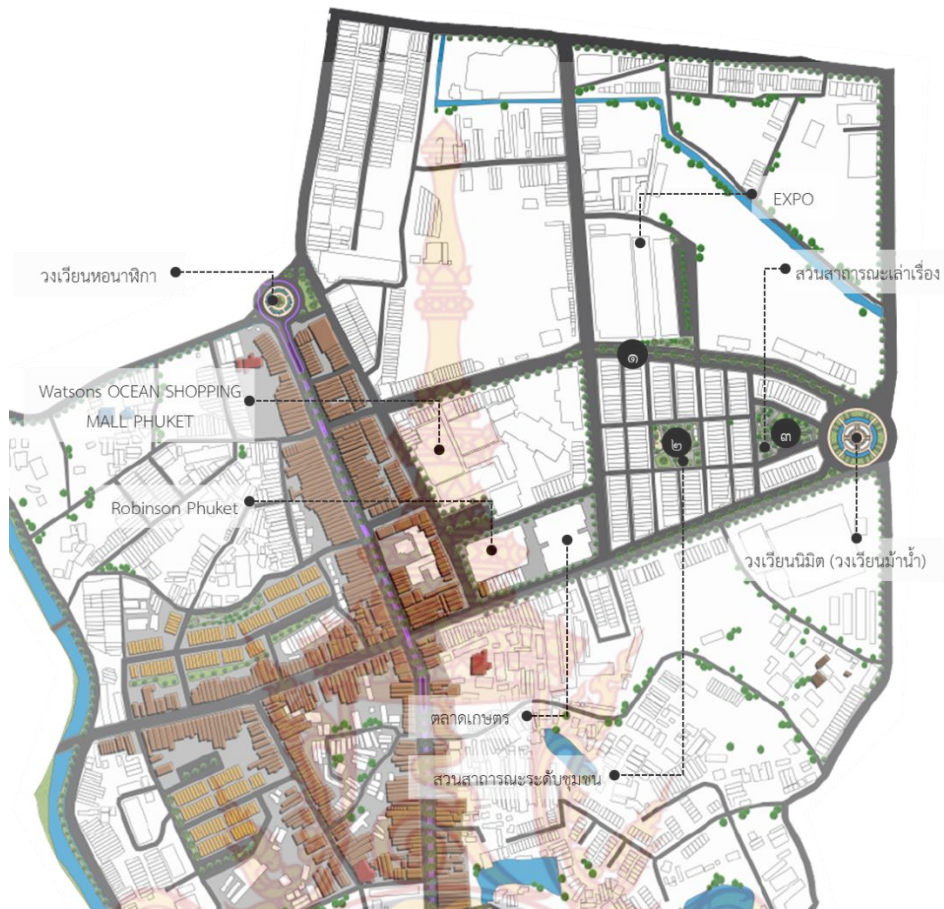 EXPO
วงเวียนหอนาฬิกา
สวนสาธารณะเล่าเรื่อง
๑
Watsons OCEAN SHOPPING
MALL PHUKET
๒
๓
Robinson Phuket
วงเวียนนิมิต (วงเวียนม้าน้ำ)
ตลาดเกษตร
สวนสาธารณะระดับชุมชน